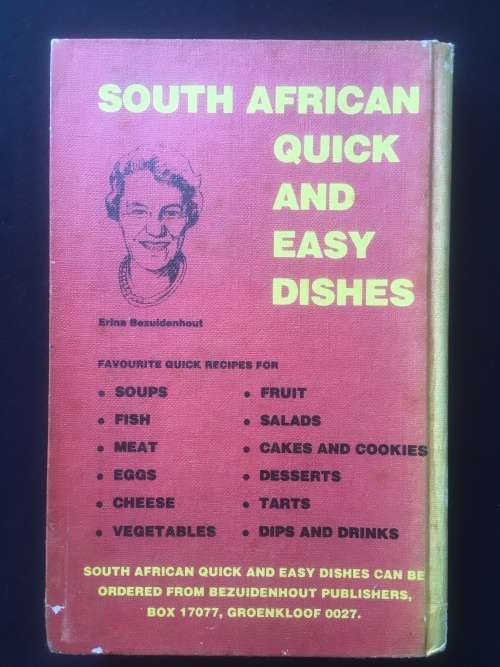 SOUTH AFRICAN
QUICK
AND
EASY
DISHES
Erina Bezuidenhout
FAVOURITE QUICK RECIPES FOR
• SOUPS
• FISH
• MEAT
• EGGS
• CHEESE
• VEGETABLES
• FRUIT
• SALADS
• CAKES AND COOKIES
• DESSERTS
• TARTS
• DIPS AND DRINKS
SOUTH AFRICAN QUICK AND EASY DISHES CAN BE
ORDERED FROM BEZUIDENHOUT PUBLISHERS,
BOX 17077, GROENKLOOF 0027.